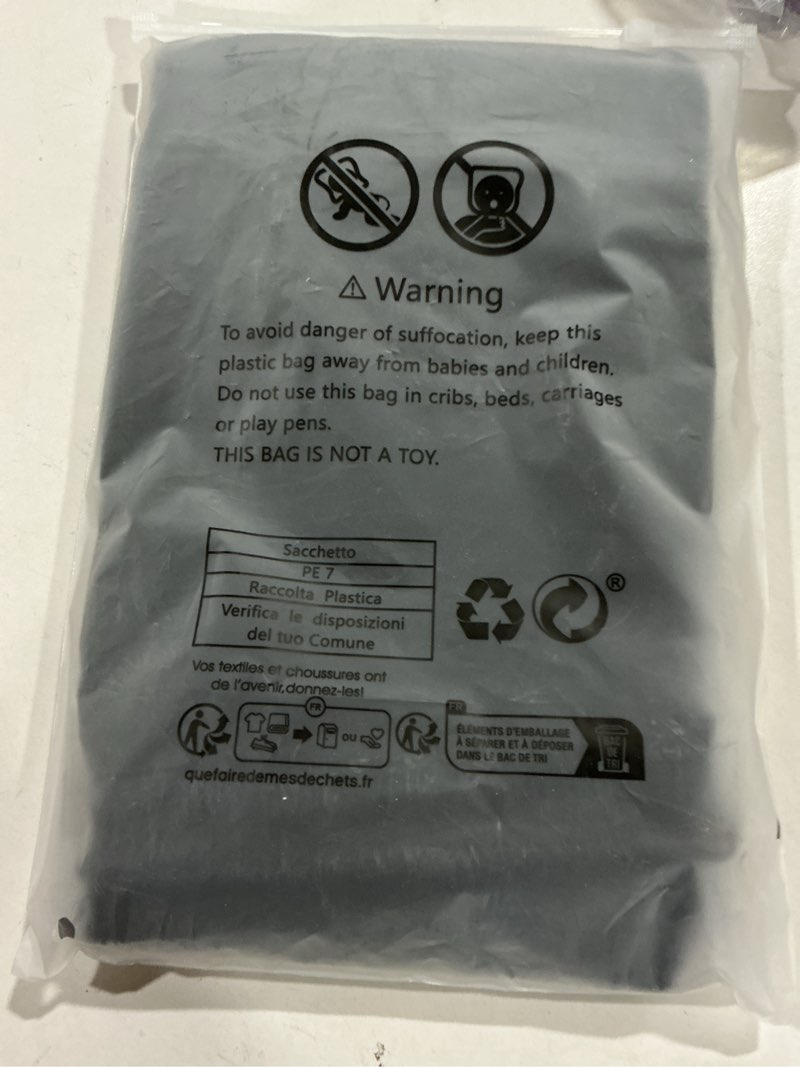 ⚠ Warning
To avoid danger of suffocation, keep this
plastic bag away from babies and children.
Do not use this bag in cribs, beds, carriages
or play pens.
THIS BAG IS NOT A TOY.
Sacchetto
PE 7
Raccolta Plastica
Verifica le disposizioni
del tuo Comune
®
Vos textiles et choussures ont
de l'avenir,donnez-les!
FR
OU
FR
ÉLÉMENTS D'EMBALLAGE
À SÉPARER ET À DÉPOSER
DANS LE BAC DE TRI
BAC
DE
TRI
quefairedemesdechets.fr